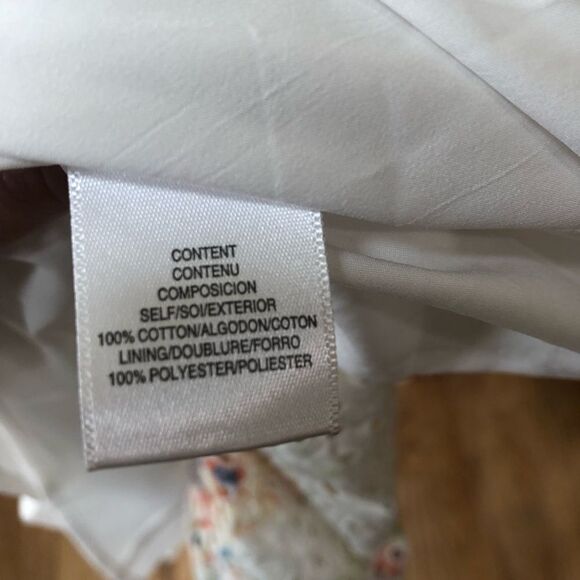 CONTENT
CONTENU
COMPOSICION
SELF/SOI/EXTERIOR
100% COTTON/ALGODON/COTON
LINING/DOUBLURE/FORRO
100% POLYESTER/POLIESTER